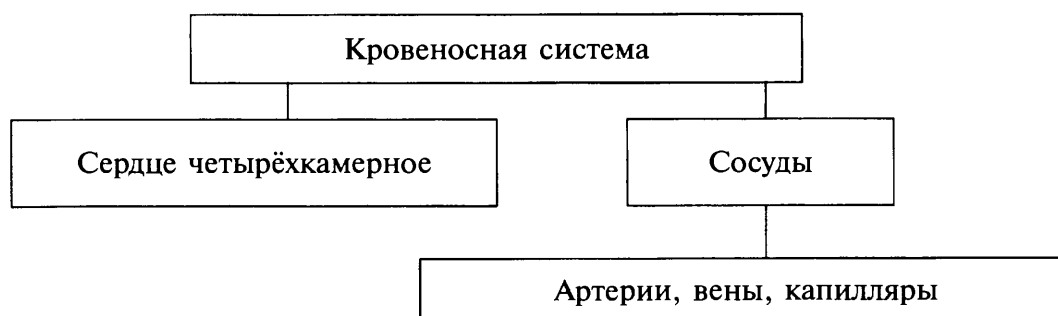 Кровеносная система
Сердце четырёхкамерное
Сосуды
Артерии, вены, капилляры